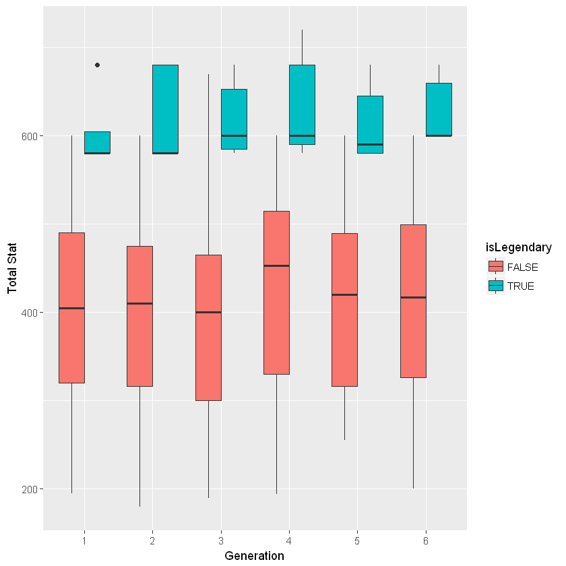 600
400
200
Total Stat
1 2 3 4 5 6
Generation
isLegendary
FALSE
TRUE